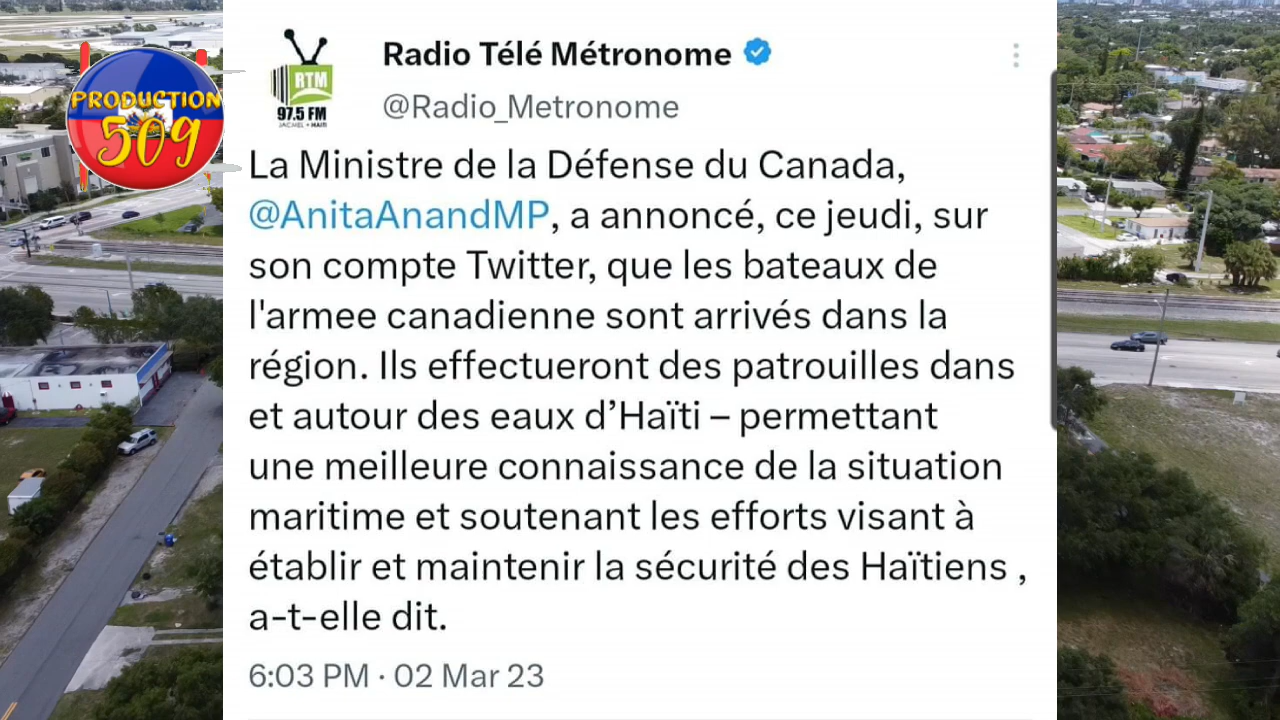 PRODUCTION
509
RTM
97.5 FM
JACMEL • HAITI
Radio Télé Métronome
@Radio_Metronome
La Ministre de la Défense du Canada,
@AnitaAnandMP, a annoncé, ce jeudi, sur
son compte Twitter, que les bateaux de
l'armee canadienne sont arrivés dans la
région. Ils effectueront des patrouilles dans
et autour des eaux d’Haïti – permettant
une meilleure connaissance de la situation
maritime et soutenant les efforts visant à
établir et maintenir la sécurité des Haïtiens ,
a-t-elle dit.
6:03 PM · 02 Mar 23